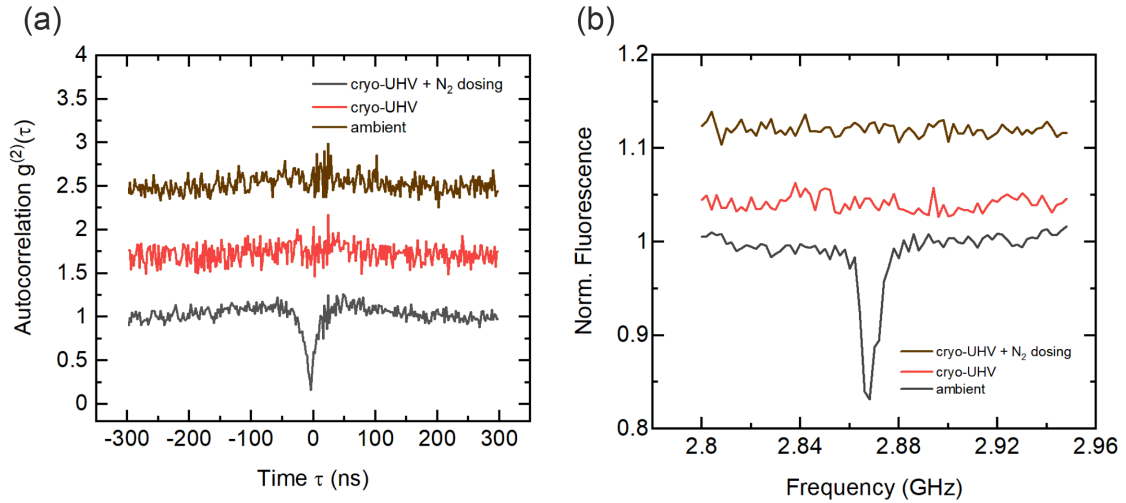 (a)
4
3.5
3
2.5
2
1.5
1
0.5
0
Autocorrelation g⁽²⁾(τ)
cryo-UHV + N₂ dosing
cryo-UHV
ambient
-300 -200 -100 0 100 200 300
Time τ (ns)
(b)
1.2
1.1
1
0.9
0.8
Norm. Fluorescence
cryo-UHV + N₂ dosing
cryo-UHV
ambient
2.8 2.84 2.88 2.92 2.96
Frequency (GHz)